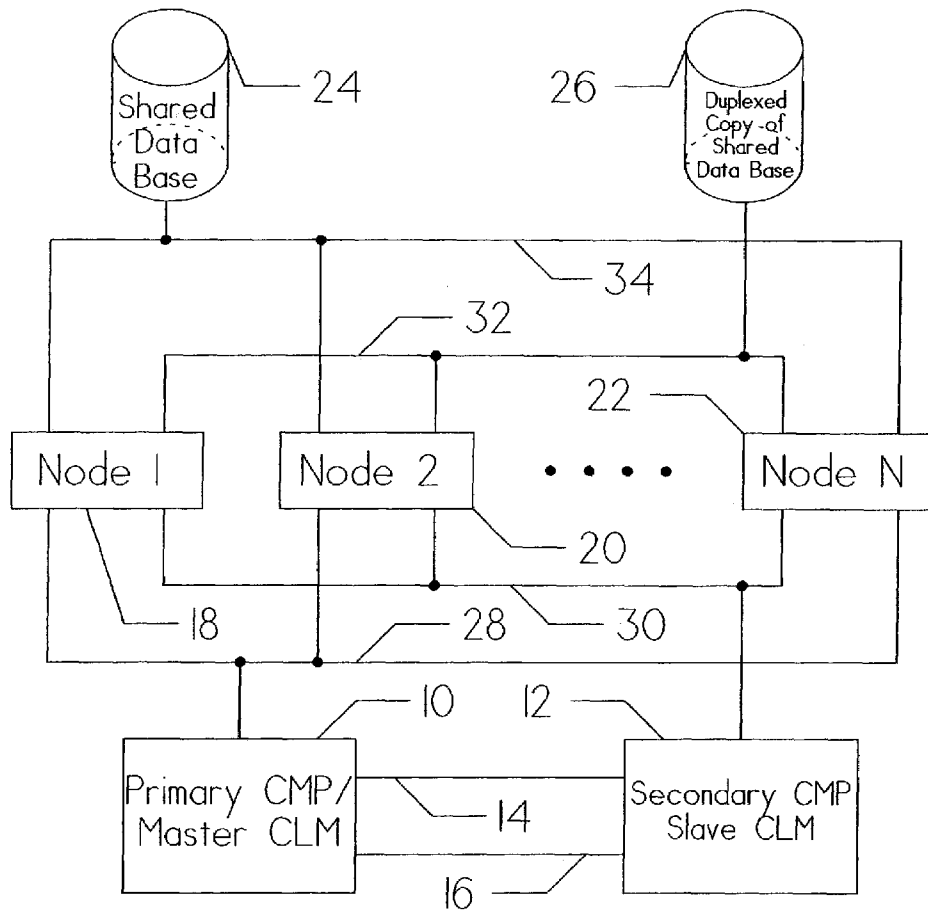 Shared
Data
Base
24
26
Duplexed
Copy of
Shared
Data Base
34
32
22
Node 1
Node 2
Node N
20
18
28
30
10
12
Primary CMP/
Master CLM
Secondary CMP
Slave CLM
14
16